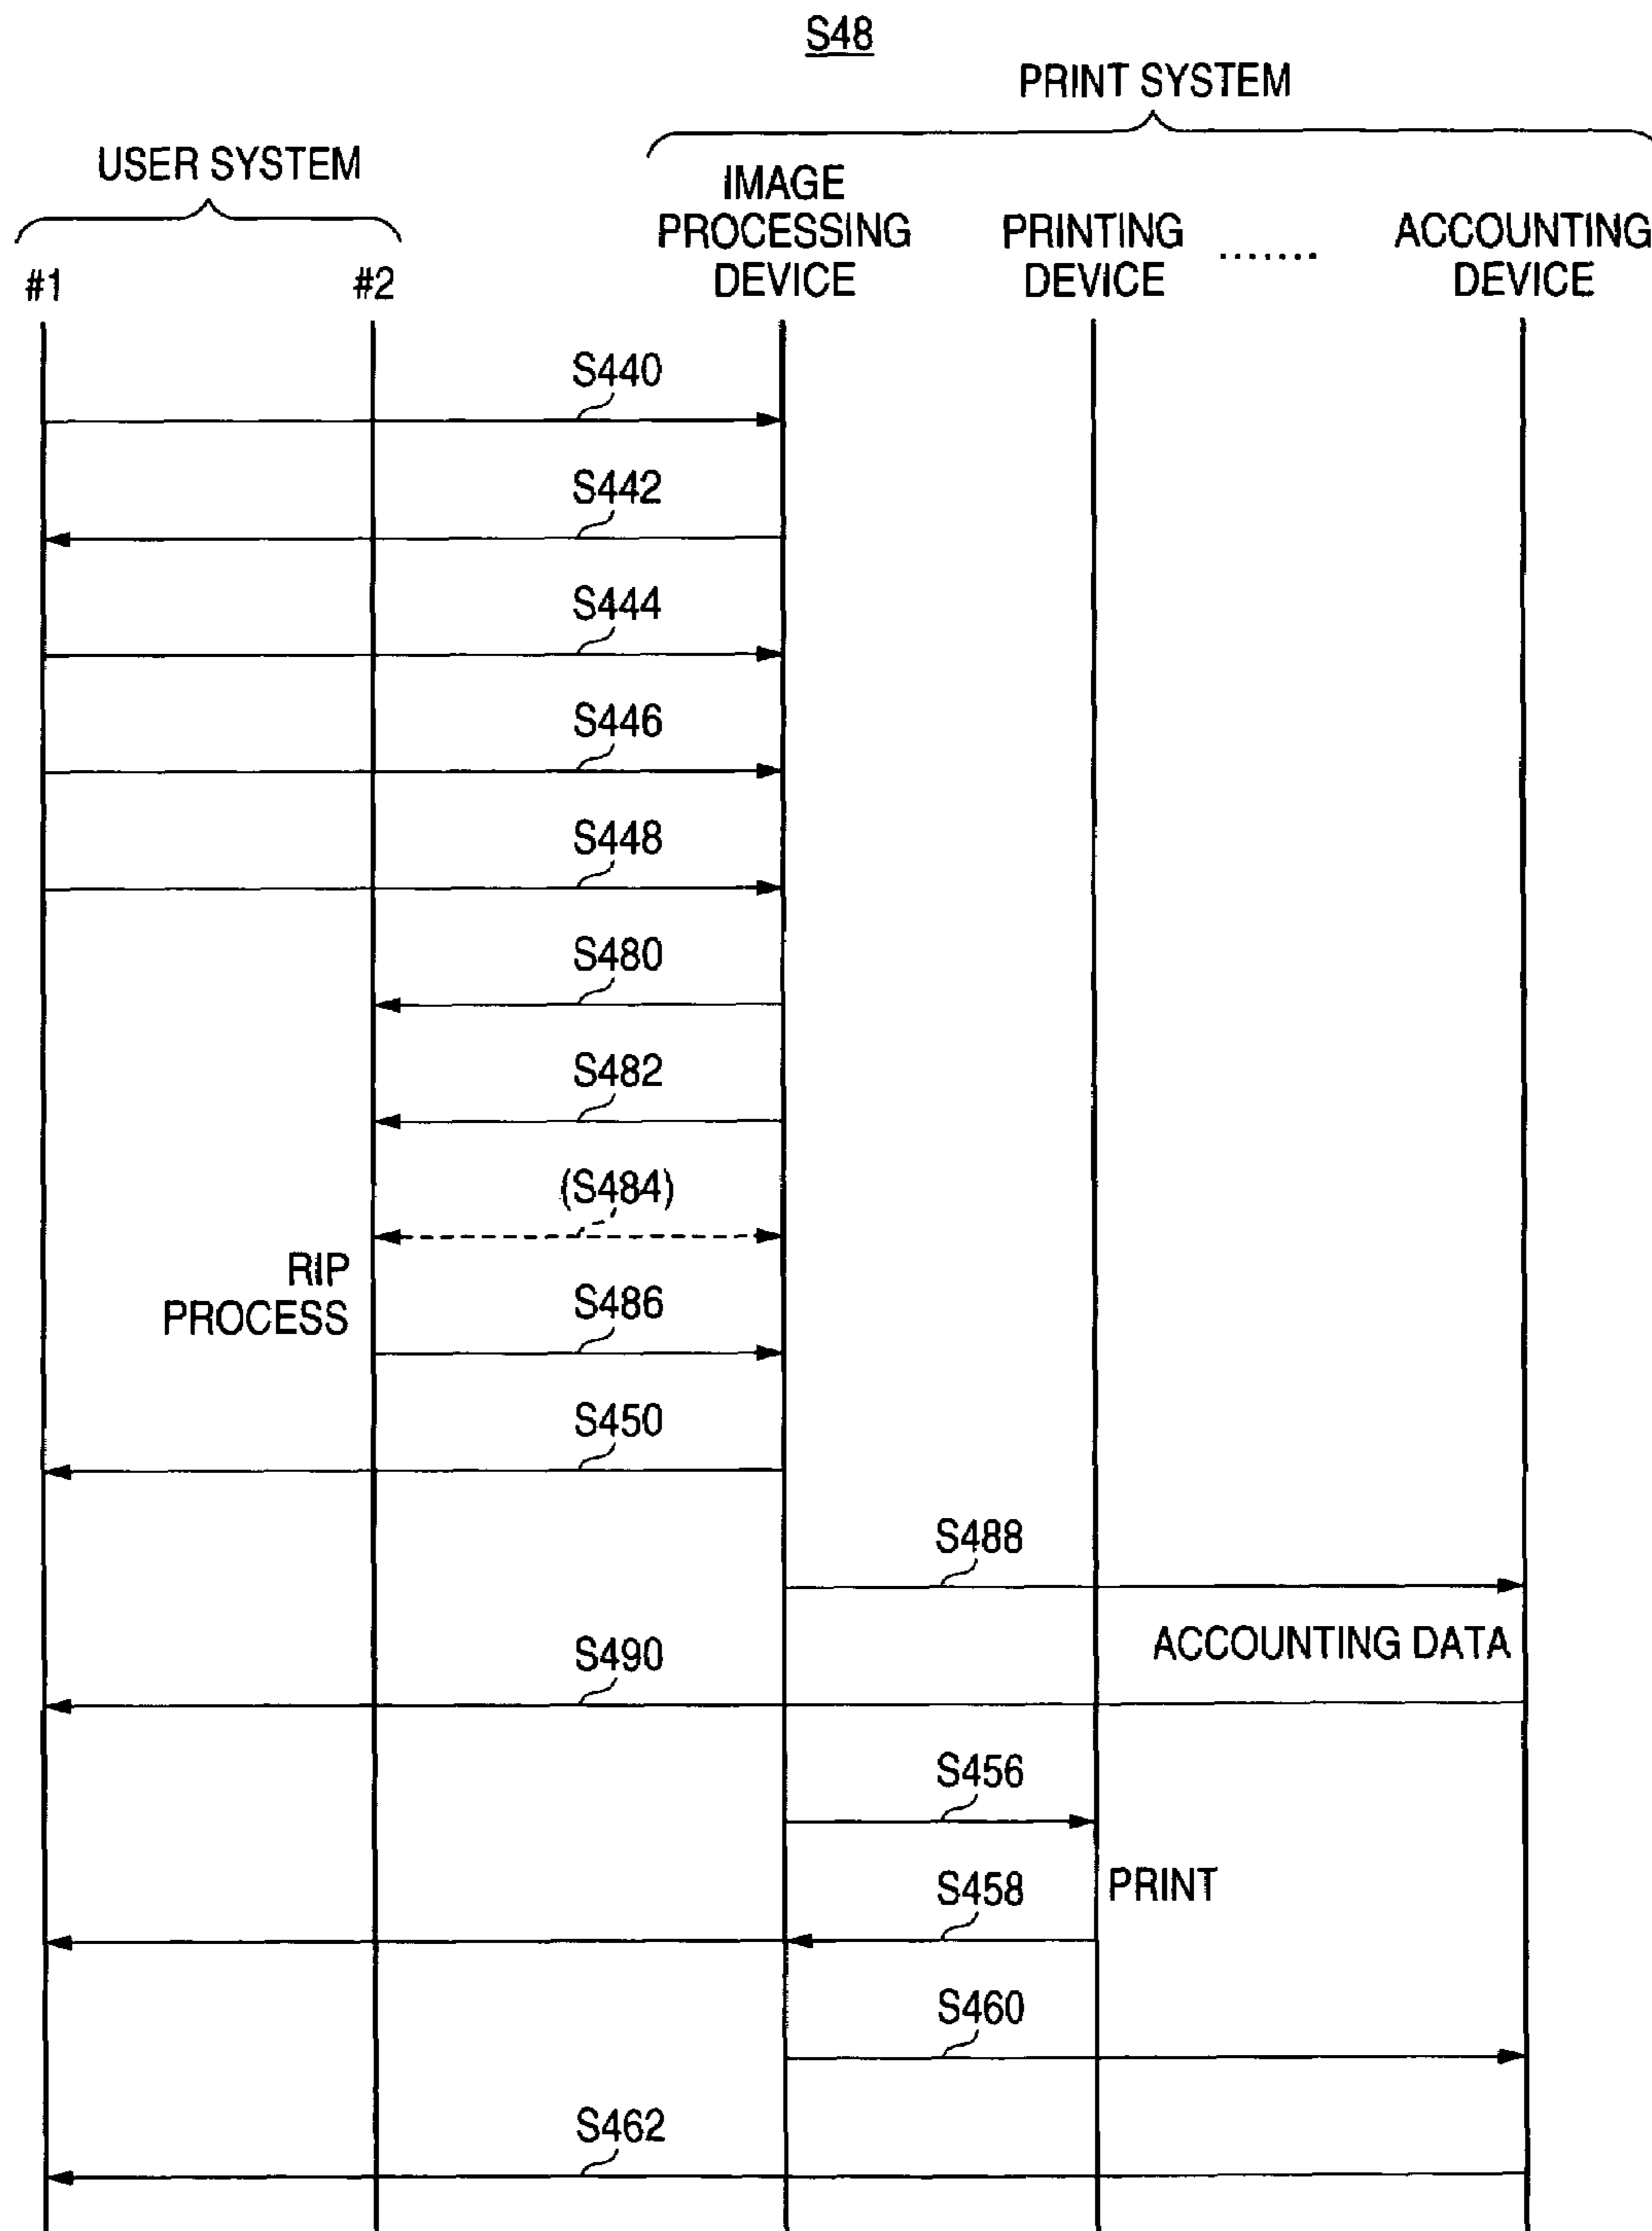 S48
PRINT SYSTEM
USER SYSTEM
IMAGE
PROCESSING
DEVICE
PRINTING
DEVICE
.......
ACCOUNTING
DEVICE
#1
#2
S440
S442
S444
S446
S448
S480
S482
(S484)
RIP
PROCESS
S486
S450
S488
ACCOUNTING DATA
S490
S456
PRINT
S458
S460
S462